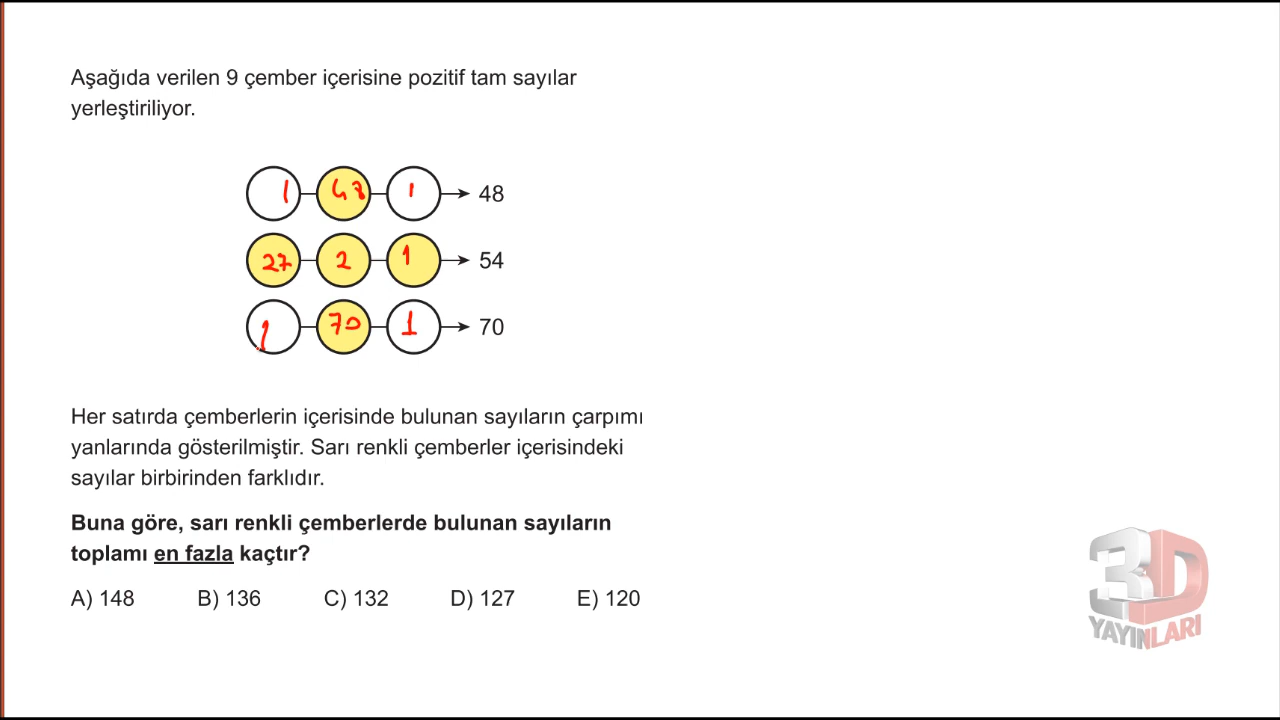 Aşağıda verilen 9 çember içerisine pozitif tam sayılar
yerleştiriliyor.
1 48 1 48
27 2 1 54
1 70 1 70
Her satırda çemberlerin içerisinde bulunan sayıların çarpımı
yanlarında gösterilmiştir. Sarı renkli çemberler içerisindeki
sayılar birbirinden farklıdır.
Buna göre, sarı renkli çemberlerde bulunan sayıların
toplamı en fazla kaçtır?
A) 148 B) 136 C) 132 D) 127 E) 120
3D
YAYINLARI